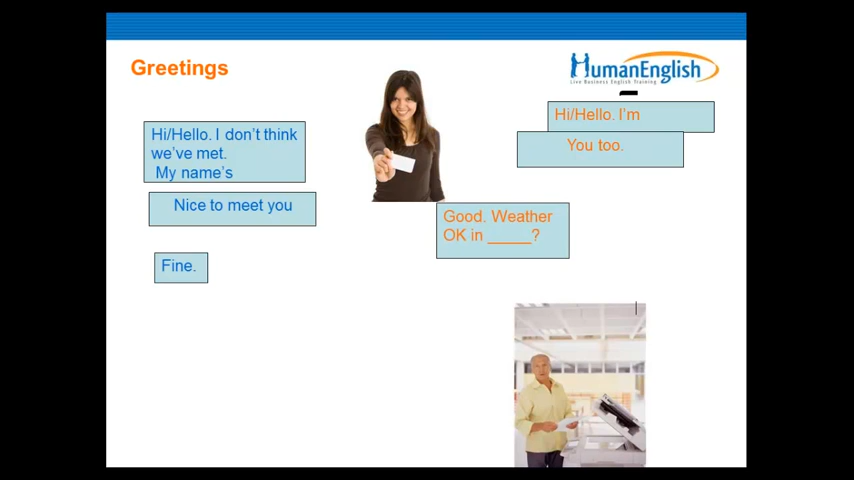 Greetings
HumanEnglish
Live Business English Training
Hi/Hello. I don't think
we've met.
My name's
Hi/Hello. I'm
Nice to meet you
You too.
Good. Weather
OK in _____?
Fine.